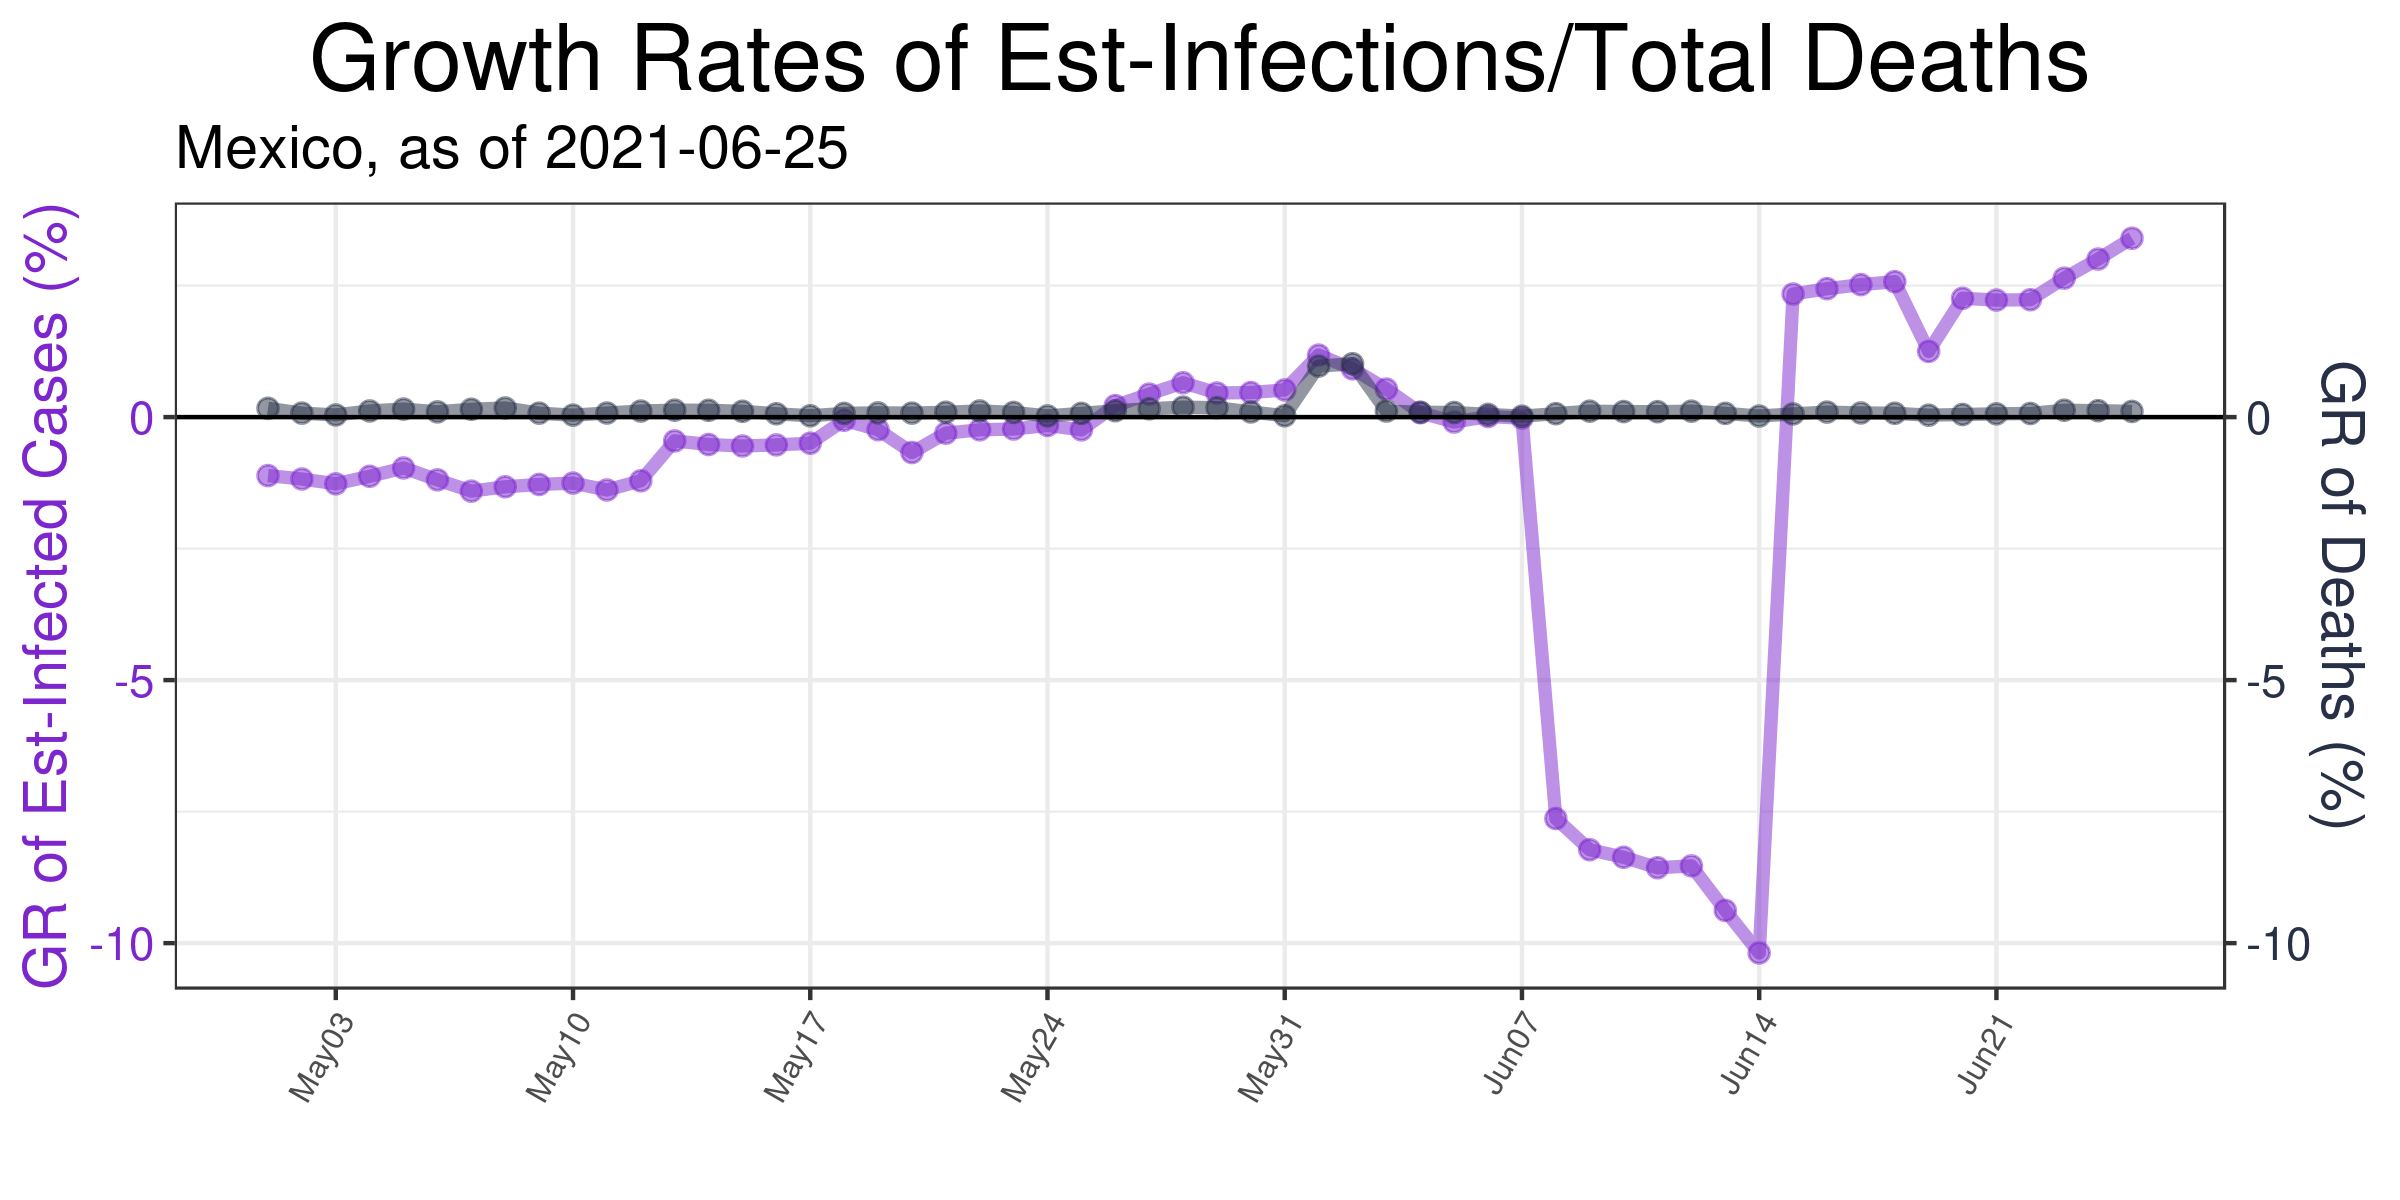 Growth Rates of Est-Infections/Total Deaths
Mexico, as of 2021-06-25
GR of Est-Infected Cases (%)
0
-5
-10
GR of Deaths (%)
0
-5
-10
May03
May10
May17
May24
May31
Jun07
Jun14
Jun21